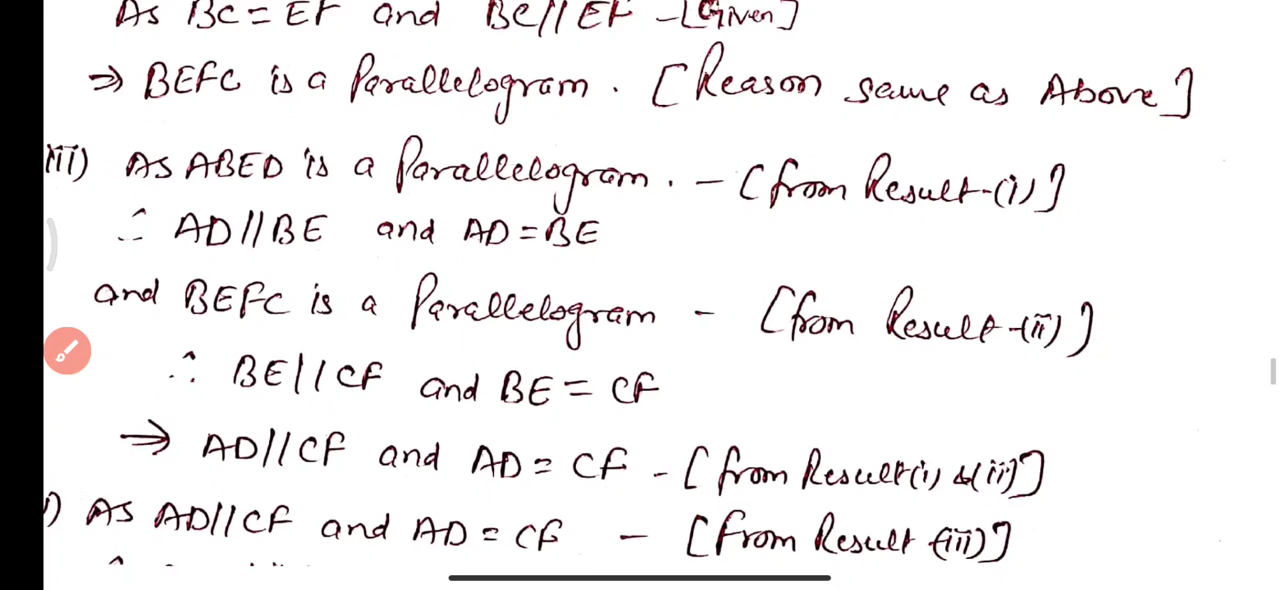 As BC = EF and BC // EF - [Given]
⇒ BEFC is a Parallelogram. [Reason same as Above]
iii) As ABED is a Parallelogram. - [from Result-(i)]
∴ AD // BE and AD = BE
and BEFC is a Parallelogram - [from Result-(ii)]
∴ BE // CF and BE = CF
⇒ AD // CF and AD = CF - [from Result (i) & (ii)]
) As AD // CF and AD = CF - [from Result (iii)]